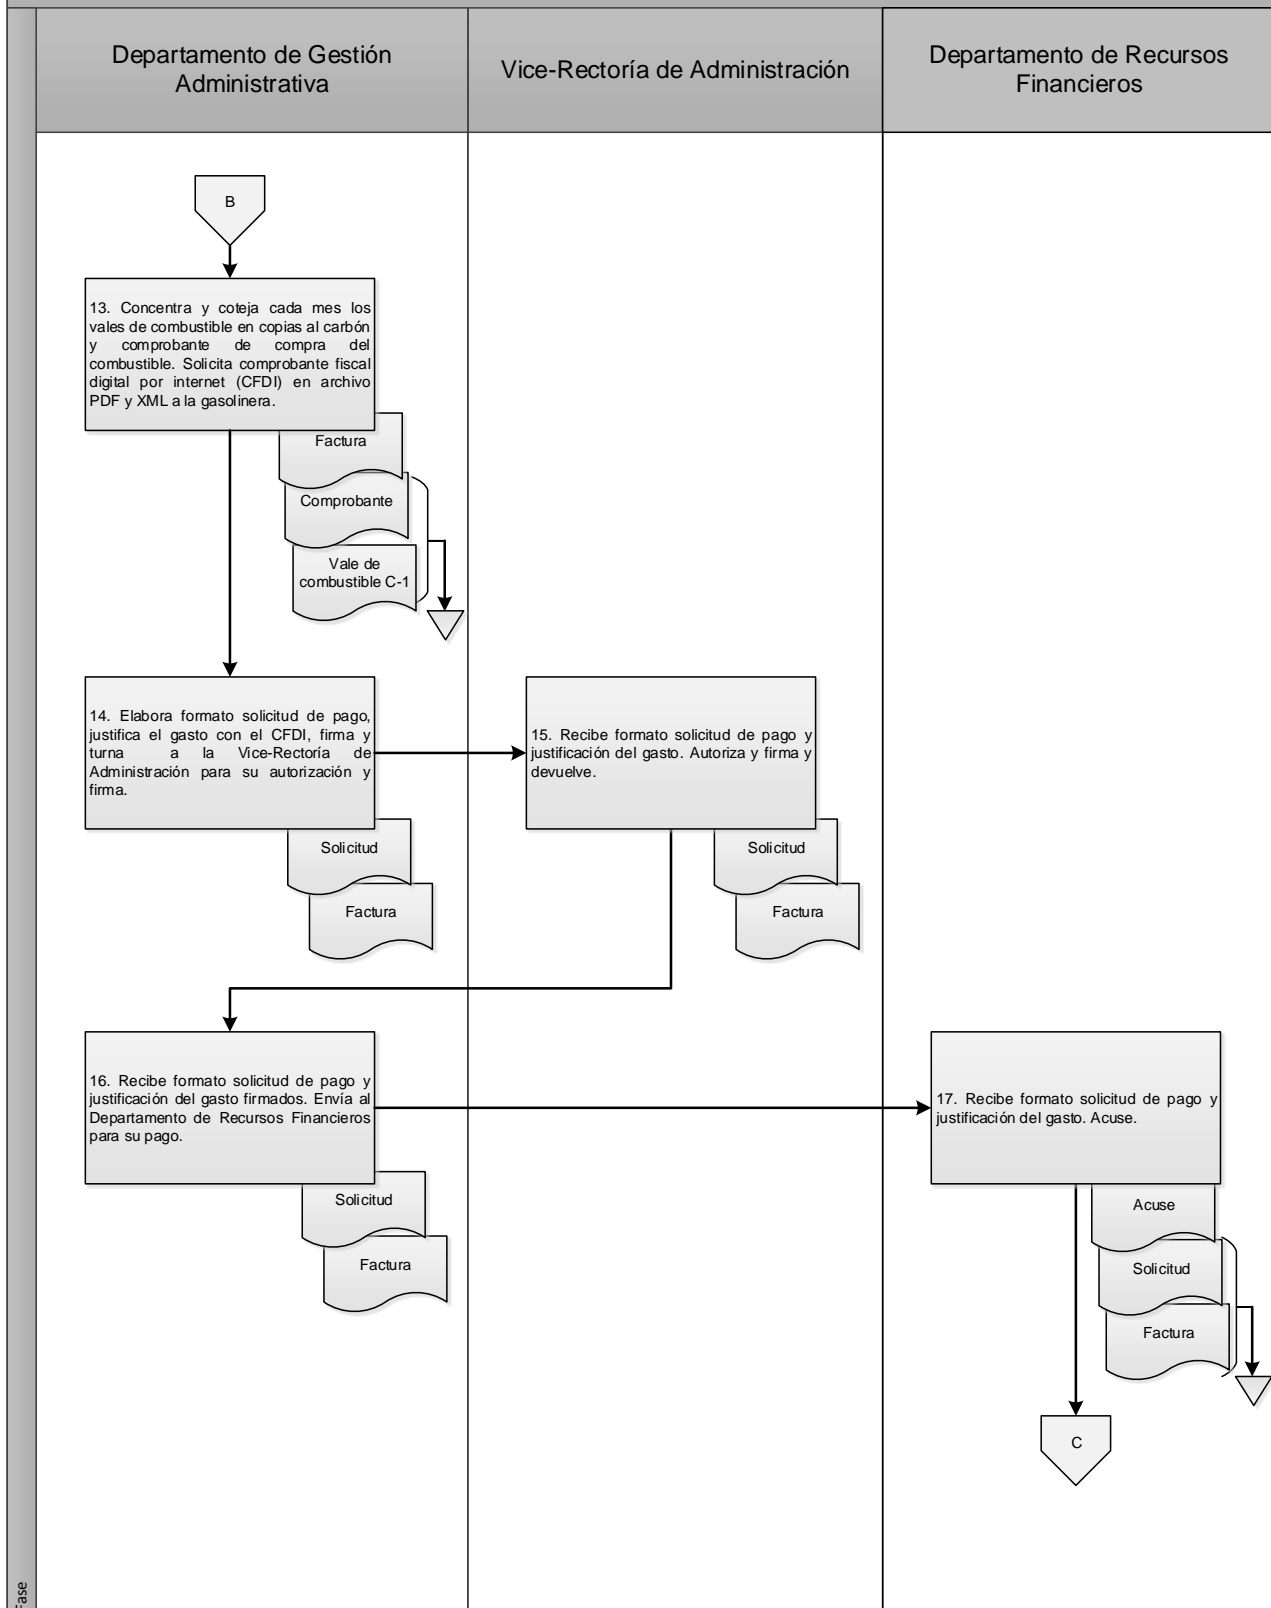 Departamento de Gestión
Administrativa
Vice-Rectoría de Administración
Departamento de Recursos
Financieros
B
13. Concentra y coteja cada mes los
vales de combustible en copias al carbón
y comprobante de compra del
combustible. Solicita comprobante fiscal
digital por internet (CFDI) en archivo
PDF y XML a la gasolinera.
Factura
Comprobante
Vale de
combustible C-1
14. Elabora formato solicitud de pago,
justifica el gasto con el CFDI, firma y
turna a la Vice-Rectoría de
Administración para su autorización y
firma.
Solicitud
Factura
15. Recibe formato solicitud de pago y
justificación del gasto. Autoriza y firma y
devuelve.
Solicitud
Factura
16. Recibe formato solicitud de pago y
justificación del gasto firmados. Envía al
Departamento de Recursos Financieros
para su pago.
Solicitud
Factura
17. Recibe formato solicitud de pago y
justificación del gasto. Acuse.
Acuse
Solicitud
Factura
C
Fase